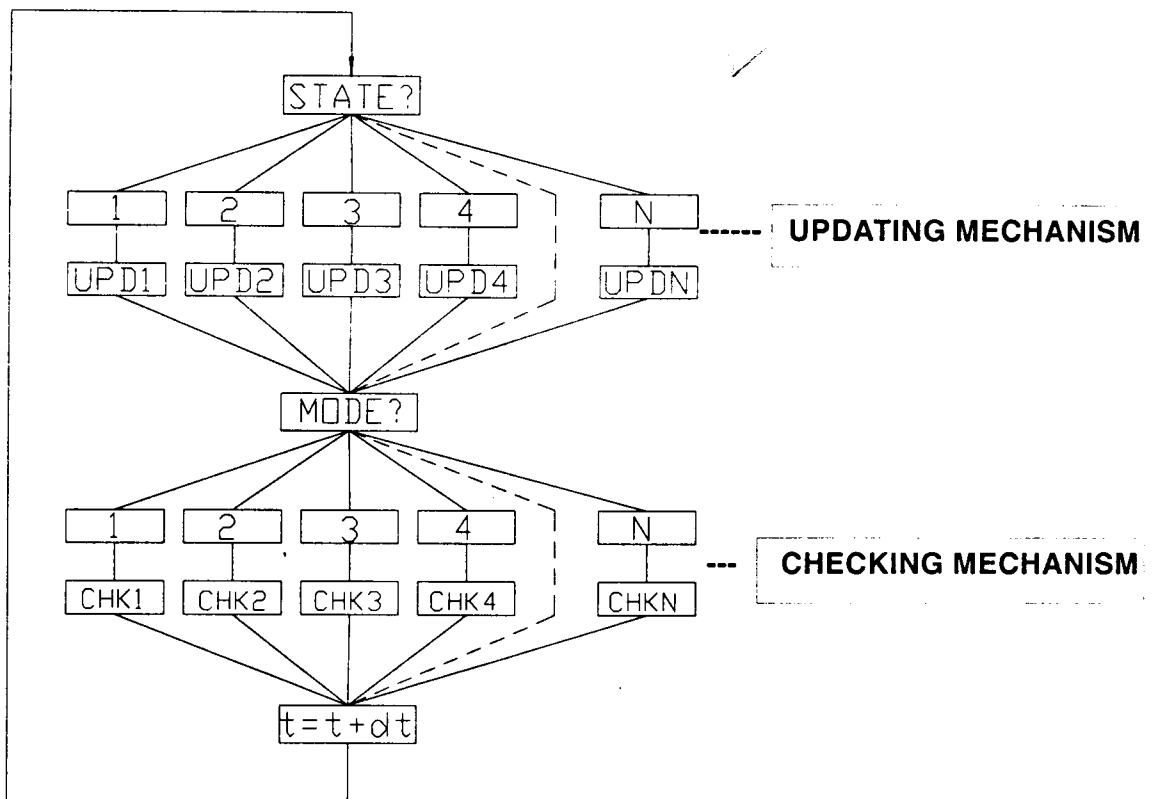 STATE?
1 2 3 4 N
UPDATING MECHANISM
UPD1 UPD2 UPD3 UPD4 UPDN
MODE?
1 2 3 4 N
CHECKING MECHANISM
CHK1 CHK2 CHK3 CHK4 CHKN
t=t+dt